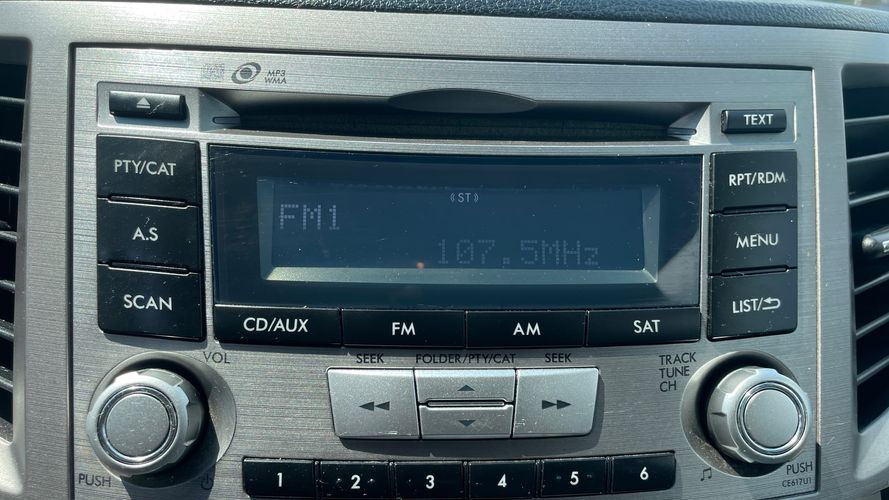 MP3
WMA
TEXT
PTY/CAT
A.S
SCAN
(ST)
FM1
107.5MHz
RPT/RDM
MENU
LIST/
CD/AUX
FM
AM
SAT
VOL
SEEK
FOLDER/PTY/CAT
SEEK
TRACK
TUNE
CH
PUSH
1
2
3
4
5
6
PUSH
CE617U1